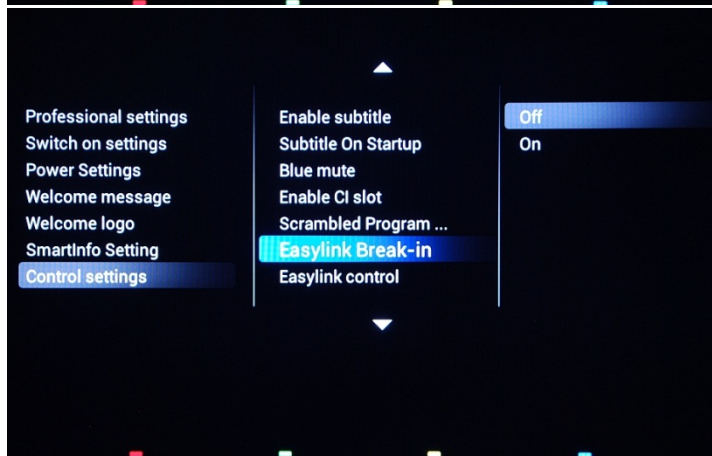 Professional settings
Switch on settings
Power Settings
Welcome message
Welcome logo
SmartInfo Setting
Control settings
Enable subtitle
Subtitle On Startup
Blue mute
Enable CI slot
Scrambled Program ...
Easylink Break-in
Easylink control
Off
On